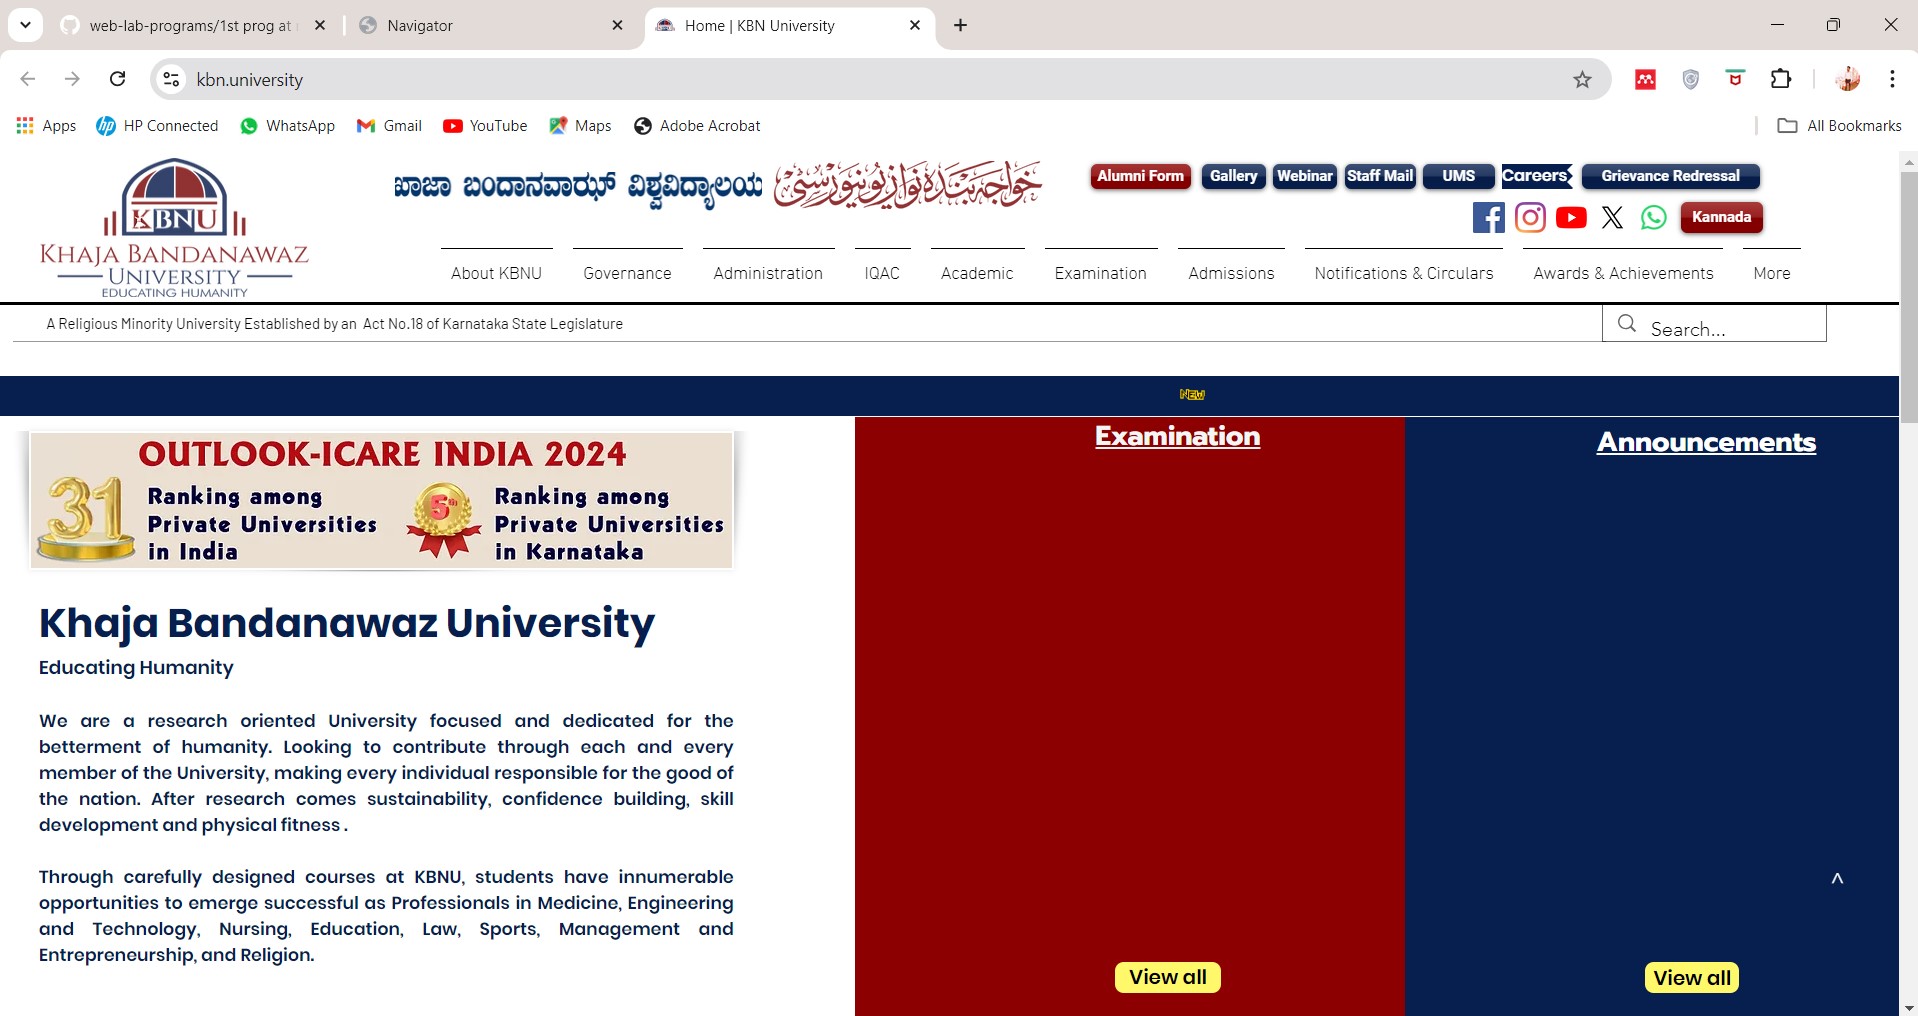 web-lab-programs/1st prog at
Navigator
Home | KBN University
kbn.university
Apps
HP Connected
WhatsApp
Gmail
YouTube
Maps
Adobe Acrobat
All Bookmarks
KBNU
KHAJA BANDANAWAZ
UNIVERSITY
EDUCATING HUMANITY
ಖಾಜಾ ಬಂದಾನವಾಝ್ ವಿಶ್ವವಿದ್ಯಾಲಯ
خواجہ بندہ نواز یونیورسٹی
Alumni Form
Gallery
Webinar
Staff Mail
UMS
Careers
Grievance Redressal
Kannada
About KBNU
Governance
Administration
IQAC
Academic
Examination
Admissions
Notifications & Circulars
Awards & Achievements
More
A Religious Minority University Established by an Act No.18 of Karnataka State Legislature
Search...
NEW
OUTLOOK-ICARE INDIA 2024
31
Ranking among
Private Universities
in India
5th
Ranking among
Private Universities
in Karnataka
Khaja Bandanawaz University
Educating Humanity
We are a research oriented University focused and dedicated for the
betterment of humanity. Looking to contribute through each and every
member of the University, making every individual responsible for the good of
the nation. After research comes sustainability, confidence building, skill
development and physical fitness .
Through carefully designed courses at KBNU, students have innumerable
opportunities to emerge successful as Professionals in Medicine, Engineering
and Technology, Nursing, Education, Law, Sports, Management and
Entrepreneurship, and Religion.
Examination
View all
Announcements
View all